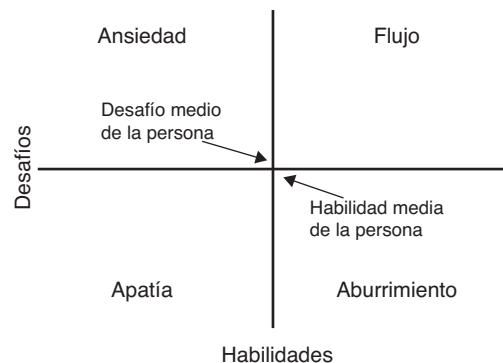 Ansiedad
Flujo
Desafío medio
de la persona
Desafíos
Habilidad media
de la persona
Apatía
Aburrimiento
Habilidades